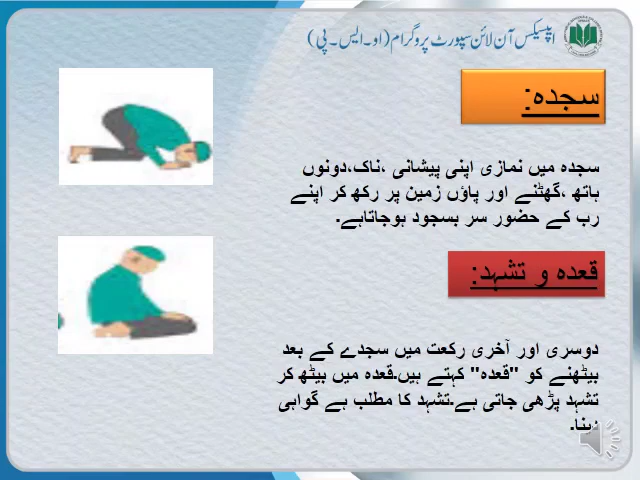 اپیسیکس آن لائن سپورٹ پروگرام (او۔ایس۔پی)
سجدہ:
سجدہ میں نمازی اپنی پیشانی ،ناک،دونوں
ہاتھ ،گھٹنے اور پاؤں زمین پر رکھ کر اپنے
رب کے حضور سر بسجود ہوجاتاہے۔
قعدہ و تشہد:
دوسری اور آخری رکعت میں سجدے کے بعد
بیٹھنے کو "قعدہ" کہتے ہیں۔قعدہ میں بیٹھ کر
تشہد پڑھی جاتی ہے۔تشہد کا مطلب ہے گواہی
دینا۔